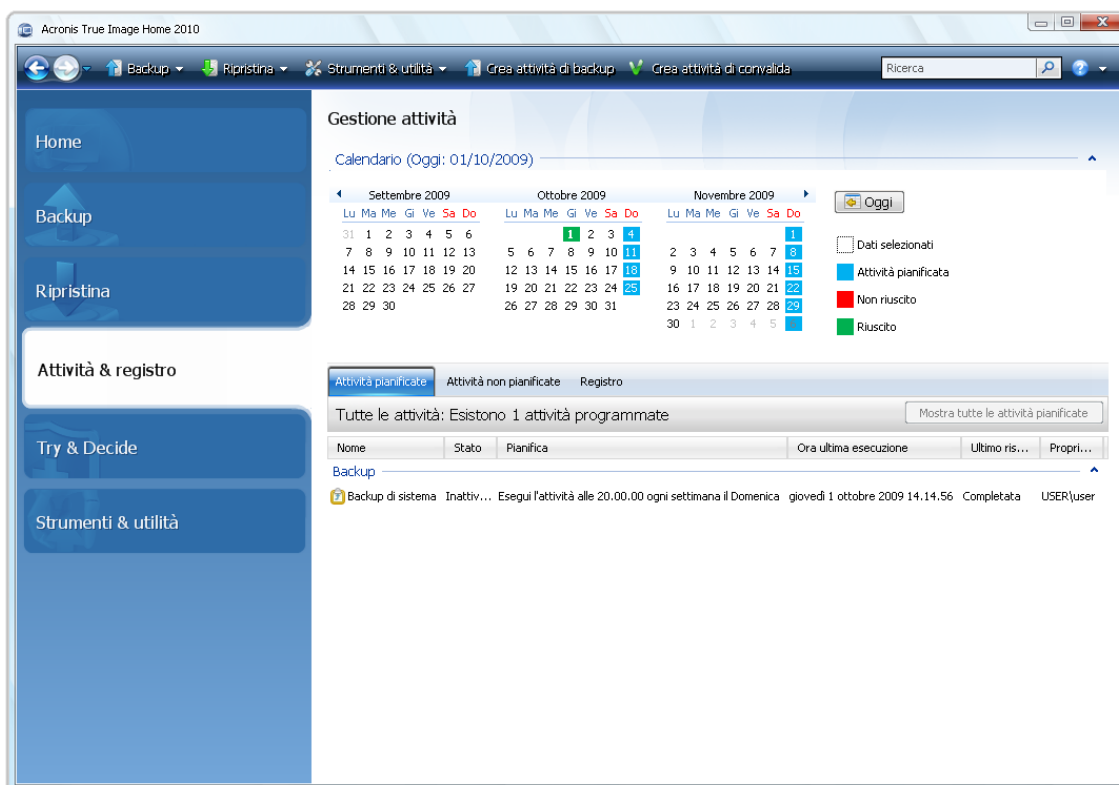 Acronis True Image Home 2010
Backup Ripristina Strumenti & utilità Crea attività di backup Crea attività di convalida Ricerca
Home
Backup
Ripristina
Attività & registro
Try & Decide
Strumenti & utilità
Gestione attività
Calendario (Oggi: 01/10/2009)
Settembre 2009 Ottobre 2009 Novembre 2009
Lu Ma Me Gi Ve Sa Do Lu Ma Me Gi Ve Sa Do Lu Ma Me Gi Ve Sa Do
31 1 2 3 4 5 6 1 2 3 4 1
7 8 9 10 11 12 13 5 6 7 8 9 10 11 2 3 4 5 6 7 8
14 15 16 17 18 19 20 12 13 14 15 16 17 18 9 10 11 12 13 14 15
21 22 23 24 25 26 27 19 20 21 22 23 24 25 16 17 18 19 20 21 22
28 29 30 26 27 28 29 30 31 23 24 25 26 27 28 29
30 1 2 3 4 5
Oggi
Dati selezionati
Attività pianificata
Non riuscito
Riuscito
Attività pianificate Attività non pianificate Registro
Tutte le attività: Esistono 1 attività programmate Mostra tutte le attività pianificate
Nome Stato Pianifica Ora ultima esecuzione Ultimo ris... Propri...
Backup
Backup di sistema Inattiv... Esegui l'attività alle 20.00.00 ogni settimana il Domenica giovedì 1 ottobre 2009 14.14.56 Completata USER\user